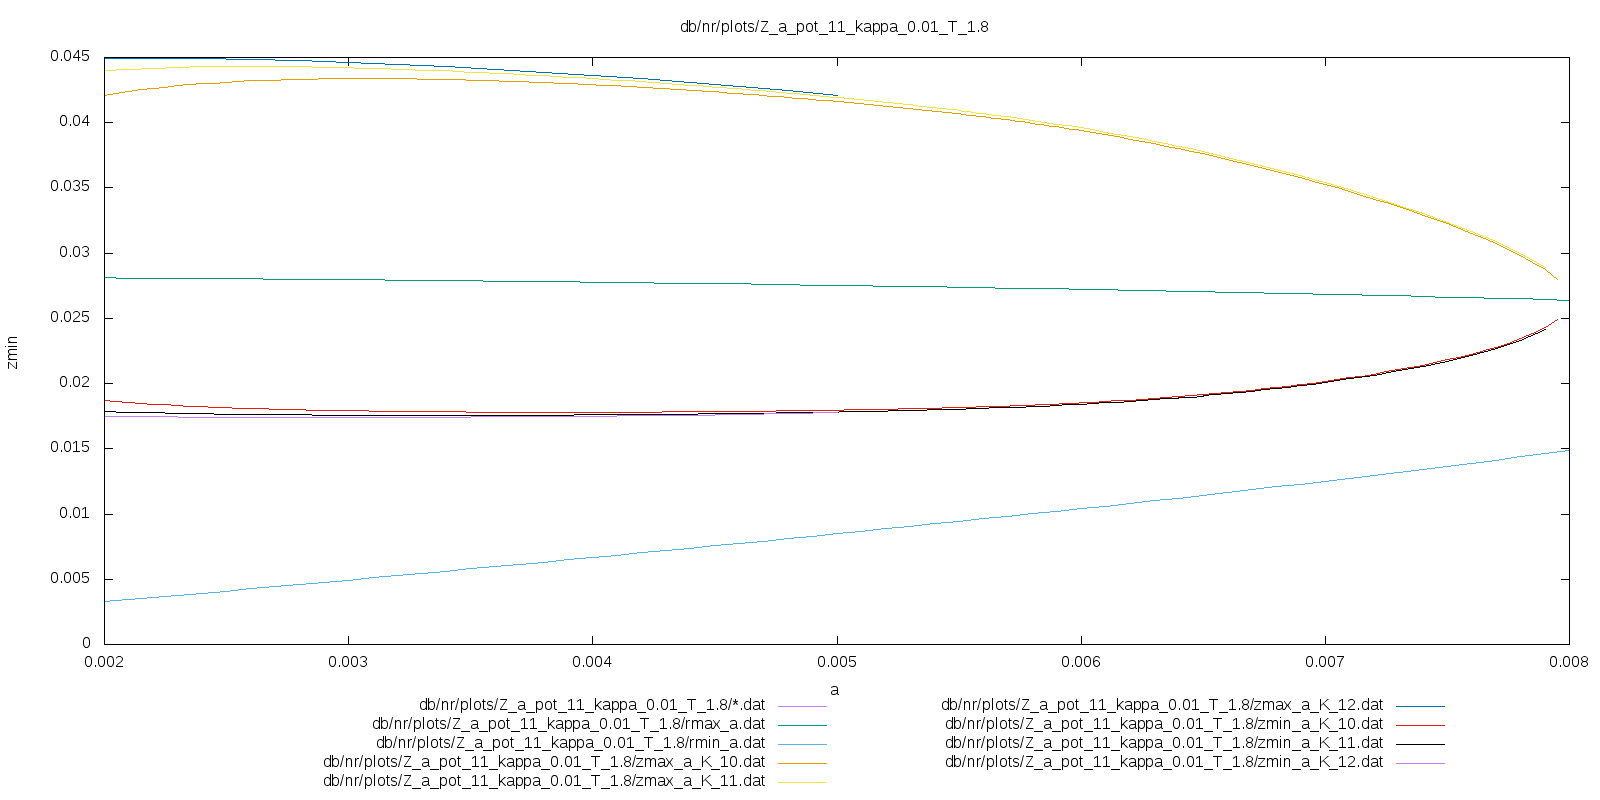 db/nr/plots/Z_a_pot_11_kappa_0.01_T_1.8
0.045
0.04
0.035
0.03
0.025
0.02
0.015
0.01
0.005
0
zmin
0.002 0.003 0.004 0.005 0.006 0.007 0.008
a
db/nr/plots/Z_a_pot_11_kappa_0.01_T_1.8/*.dat
db/nr/plots/Z_a_pot_11_kappa_0.01_T_1.8/rmax_a.dat
db/nr/plots/Z_a_pot_11_kappa_0.01_T_1.8/rmin_a.dat
db/nr/plots/Z_a_pot_11_kappa_0.01_T_1.8/zmax_a_K_10.dat
db/nr/plots/Z_a_pot_11_kappa_0.01_T_1.8/zmax_a_K_11.dat
db/nr/plots/Z_a_pot_11_kappa_0.01_T_1.8/zmax_a_K_12.dat
db/nr/plots/Z_a_pot_11_kappa_0.01_T_1.8/zmin_a_K_10.dat
db/nr/plots/Z_a_pot_11_kappa_0.01_T_1.8/zmin_a_K_11.dat
db/nr/plots/Z_a_pot_11_kappa_0.01_T_1.8/zmin_a_K_12.dat